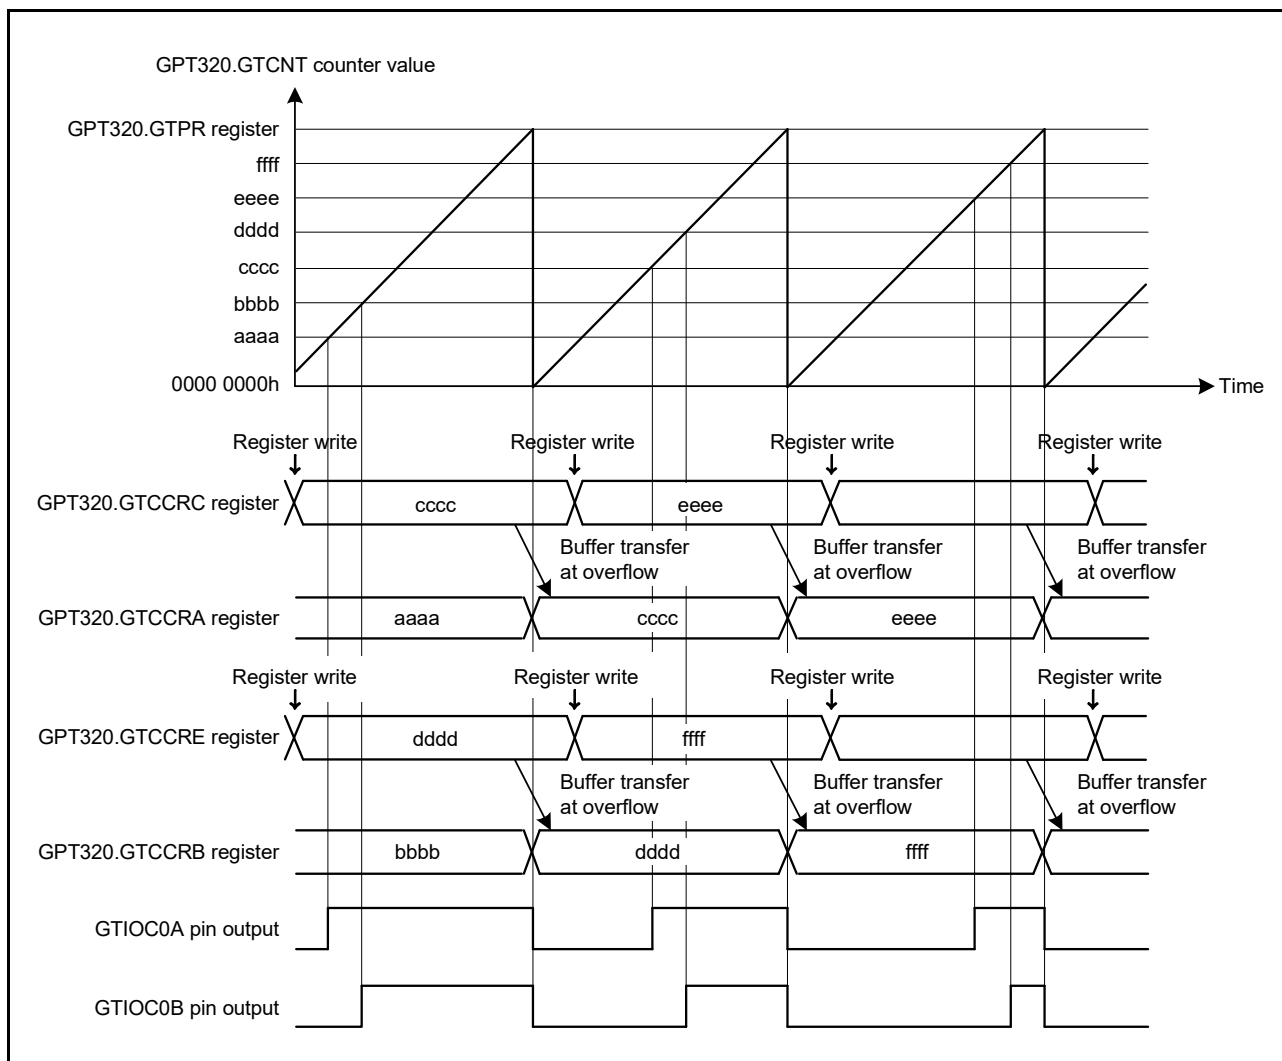 GPT320.GTCNT counter value
GPT320.GTPR register
ffff
eeee
dddd
cccc
bbbb
aaaa
0000 0000h
Time
Register write Register write Register write Register write
GPT320.GTCCRC register cccc eeee
Buffer transfer at overflow
Buffer transfer at overflow
Buffer transfer at overflow
GPT320.GTCCRA register aaaa cccc eeee
Register write Register write Register write Register write
GPT320.GTCCRE register dddd ffff
Buffer transfer at overflow
Buffer transfer at overflow
Buffer transfer at overflow
GPT320.GTCCRB register bbbb dddd ffff
GTIOC0A pin output
GTIOC0B pin output